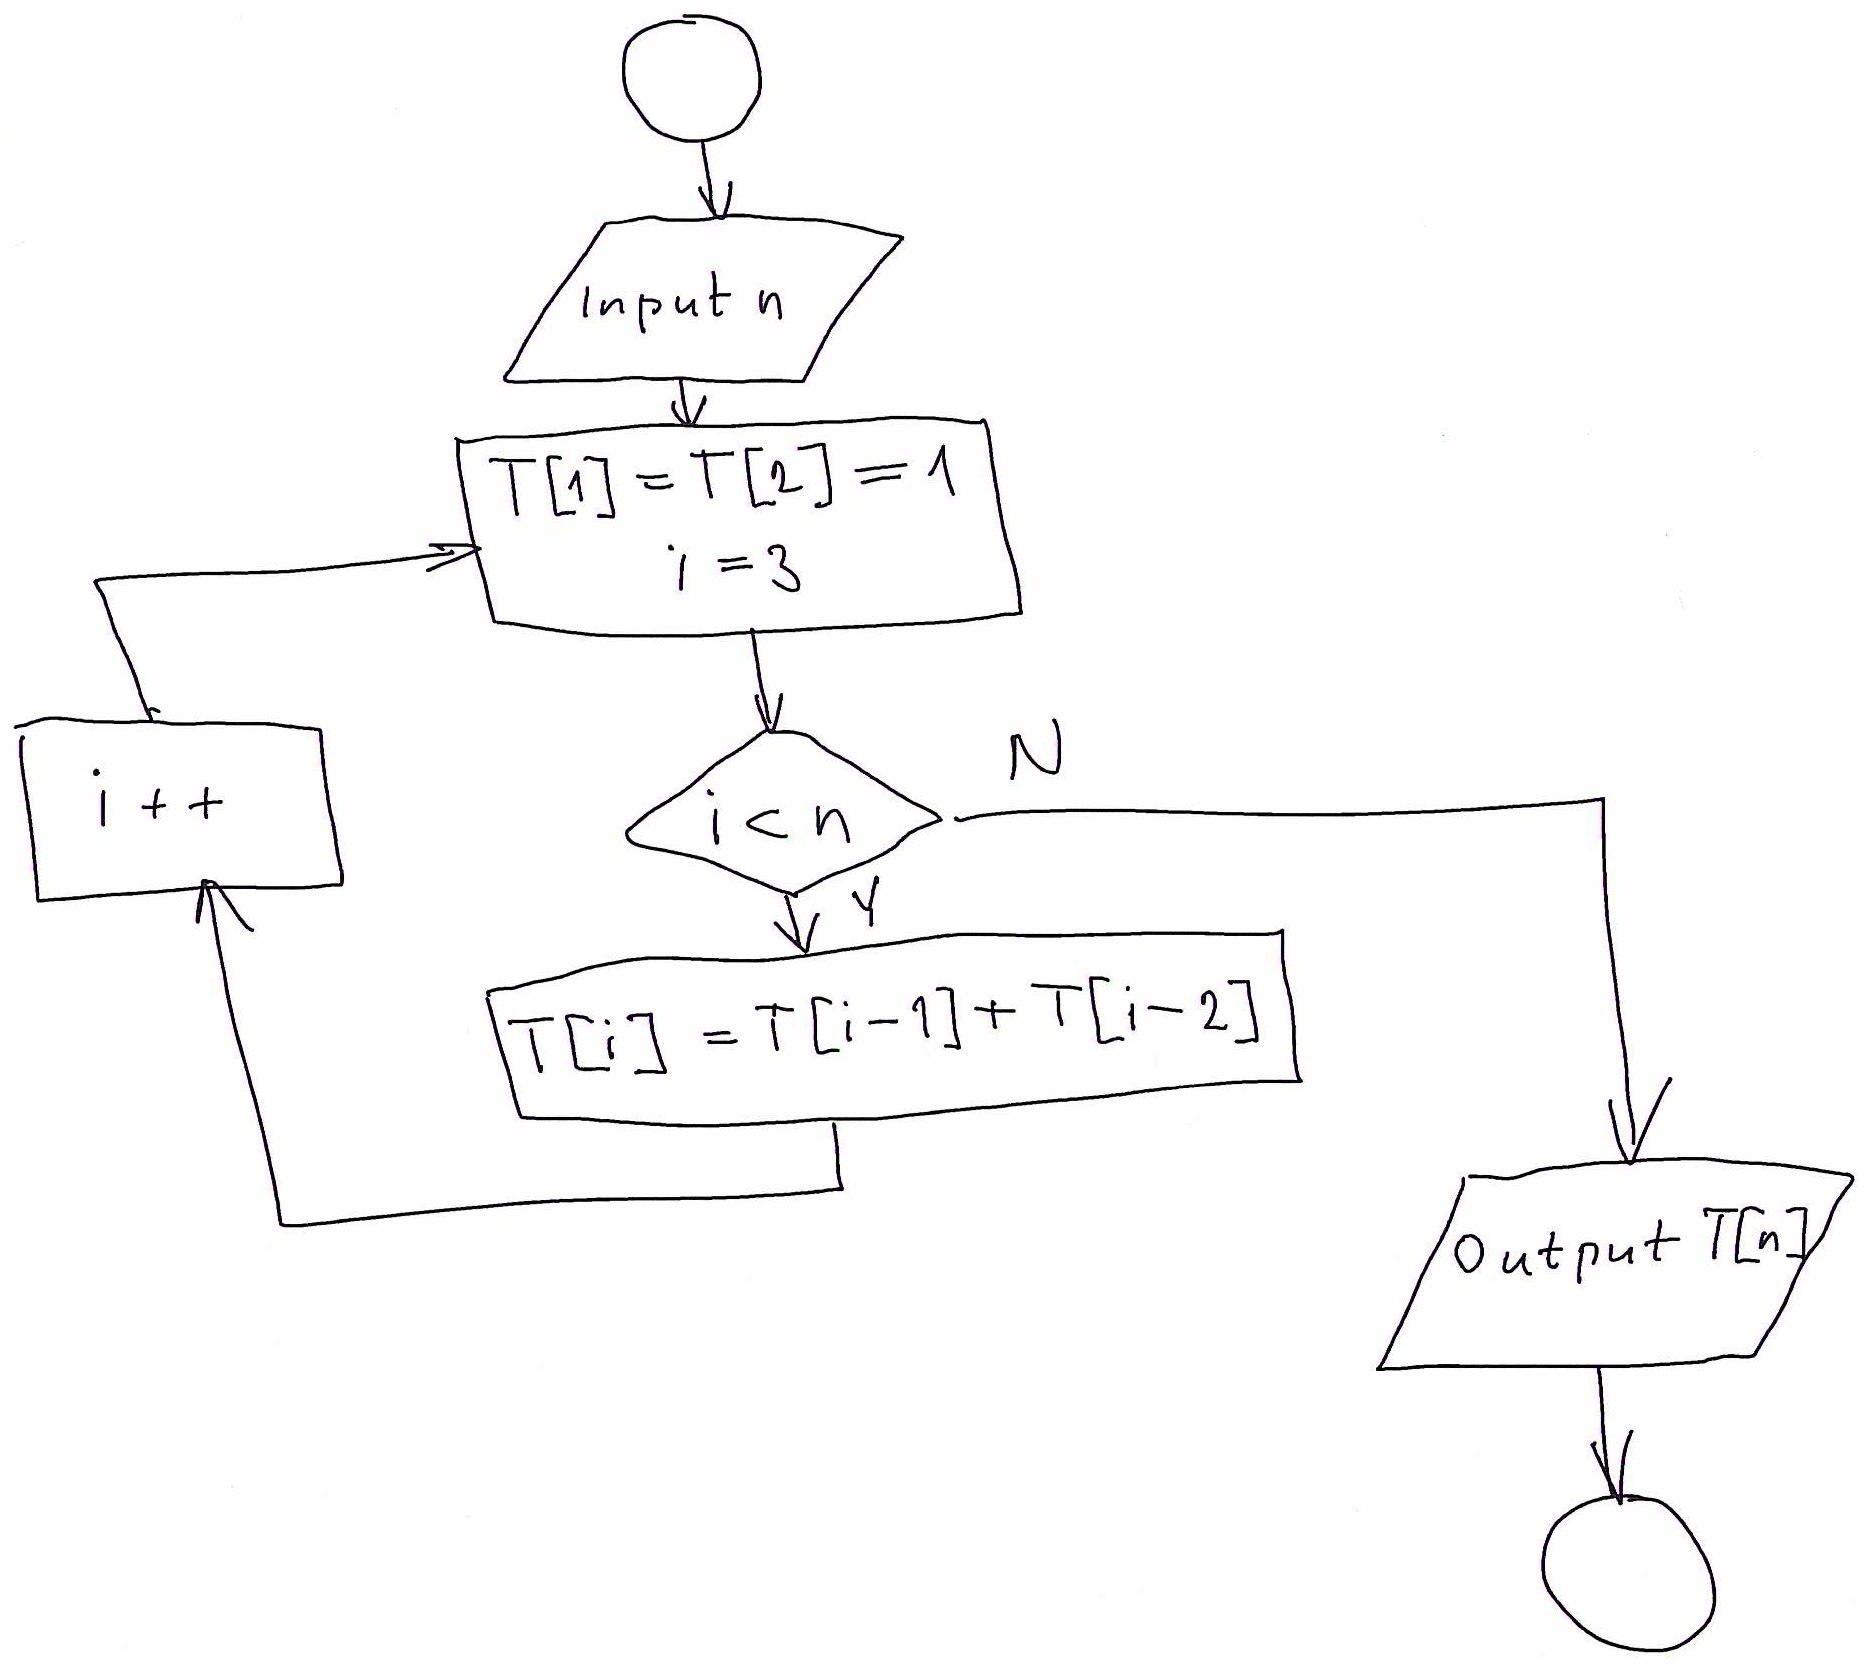 Input n
T[1] = T[2] = 1
i = 3
i < n
N
Y
i + +
T[i] = T[i-1] + T[i-2]
Output T[n]